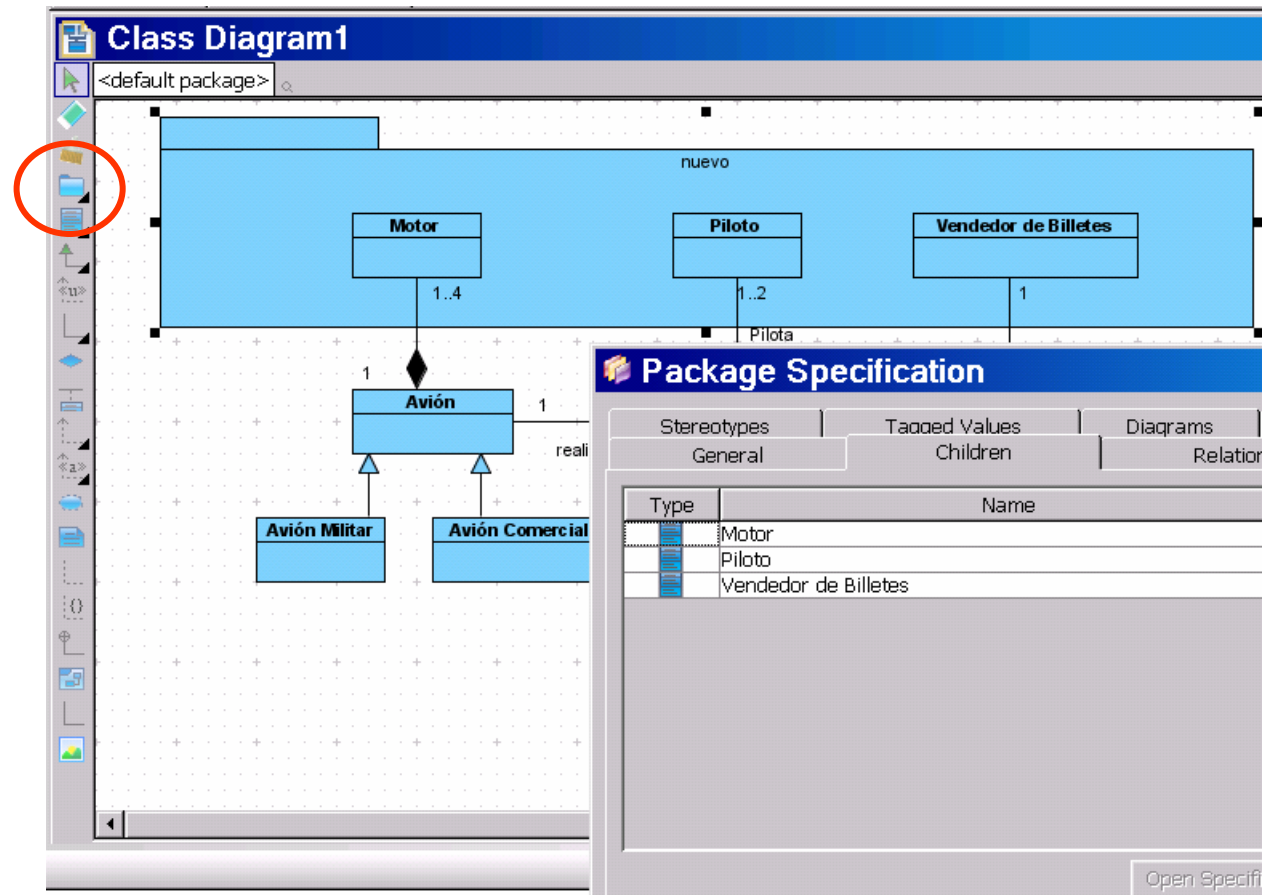 Class Diagram1
<default package>
nuevo
Motor
Piloto
Vendedor de Billetes
1..4
1..2
1
Pilota
1
Avión
1
reali
Avión Militar
Avión Comercial
«u»
«a»
{}
Package Specification
Stereotypes
Tagged Values
Diagrams
General
Children
Relation
Type
Name
Motor
Piloto
Vendedor de Billetes
Open Specifi